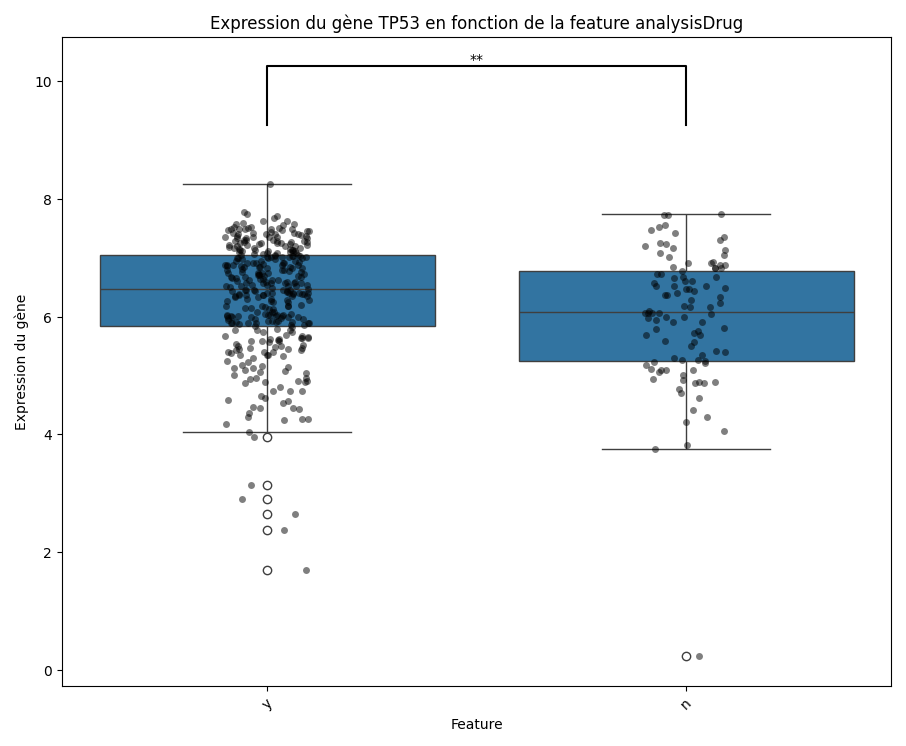 Expression du gène TP53 en fonction de la feature analysisDrug
**
10
8
6
4
2
0
Expression du gène
y
n
Feature